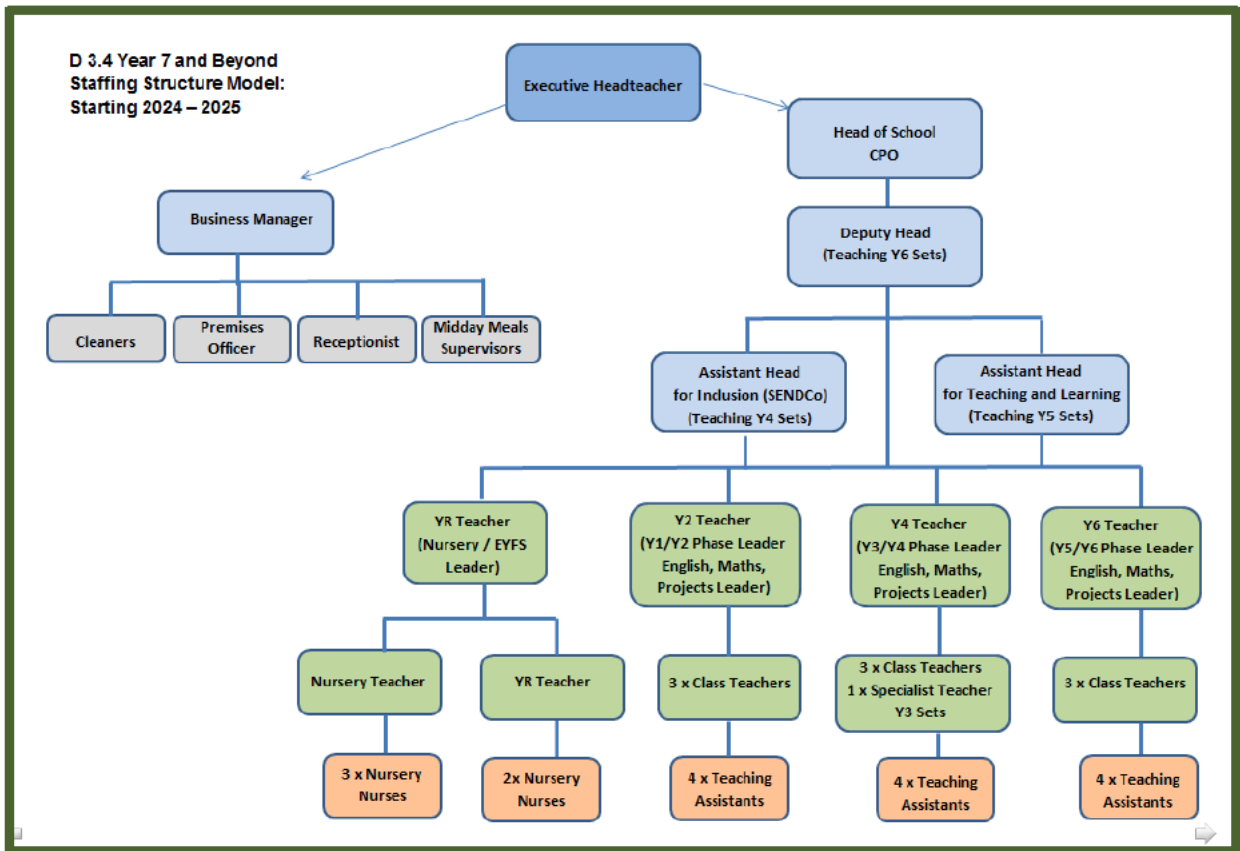 D 3.4 Year 7 and Beyond
Staffing Structure Model:
Starting 2024 – 2025
Executive Headteacher
Head of School
CPO
Business Manager
Deputy Head
(Teaching Y6 Sets)
Cleaners
Premises
Officer
Receptionist
Midday Meals
Supervisors
Assistant Head
for Inclusion (SENDCo)
(Teaching Y4 Sets)
Assistant Head
for Teaching and Learning
(Teaching Y5 Sets)
YR Teacher
(Nursery / EYFS
Leader)
Y2 Teacher
(Y1/Y2 Phase Leader
English, Maths,
Projects Leader)
Y4 Teacher
(Y3/Y4 Phase Leader
English, Maths,
Projects Leader)
Y6 Teacher
(Y5/Y6 Phase Leader
English, Maths,
Projects Leader)
Nursery Teacher
YR Teacher
3 x Class Teachers
3 x Class Teachers
1 x Specialist Teacher
Y3 Sets
3 x Class Teachers
3 x Nursery
Nurses
2x Nursery
Nurses
4 x Teaching
Assistants
4 x Teaching
Assistants
4 x Teaching
Assistants